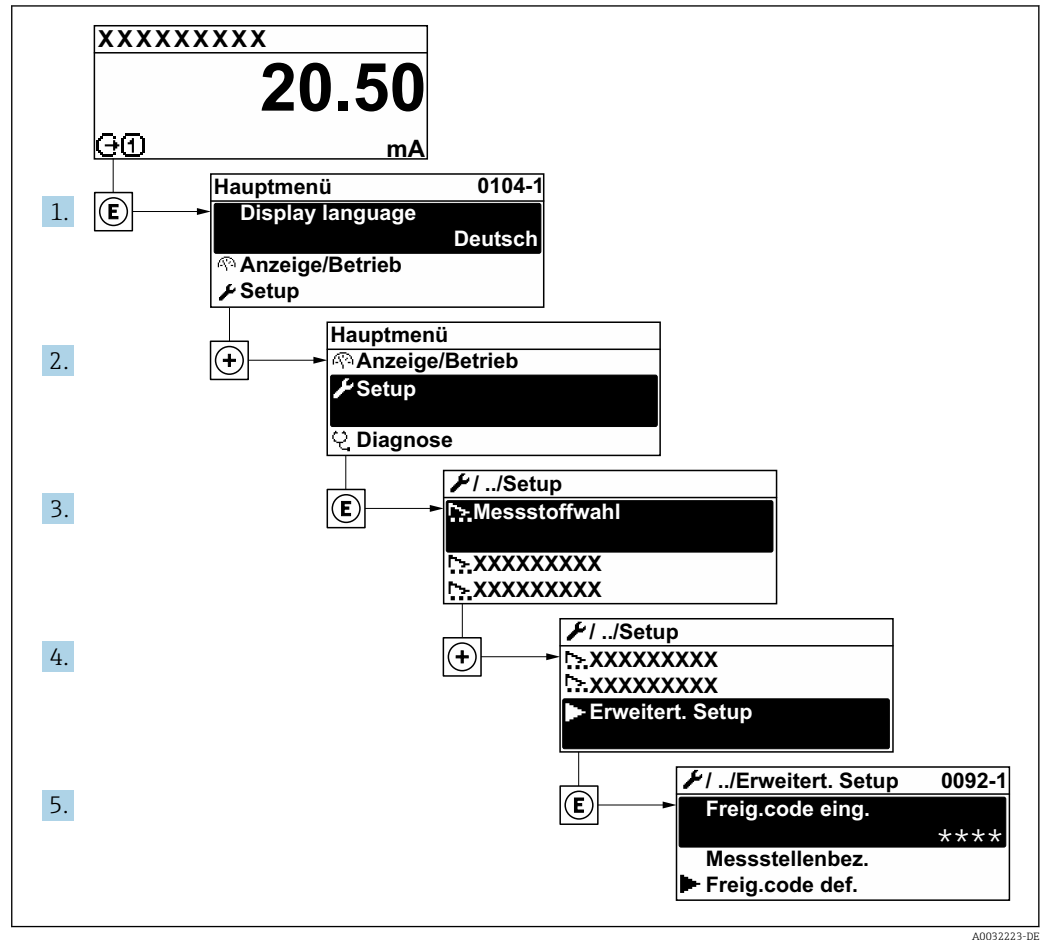 XXXXXXXXX
20.50
1 mA
1. E
Hauptmenü 0104-1
Display language
Deutsch
Anzeige/Betrieb
Setup
2. +
Hauptmenü
Anzeige/Betrieb
Setup
Diagnose
3. E
/ ../Setup
Messstoffwahl
XXXXXXXXX
XXXXXXXXX
4. +
/ ../Setup
XXXXXXXXX
XXXXXXXXX
Erweitert. Setup
5. E
/ ../Erweitert. Setup 0092-1
Freig.code eing.
****
Messstellenbez.
Freig.code def.
A0032223-DE